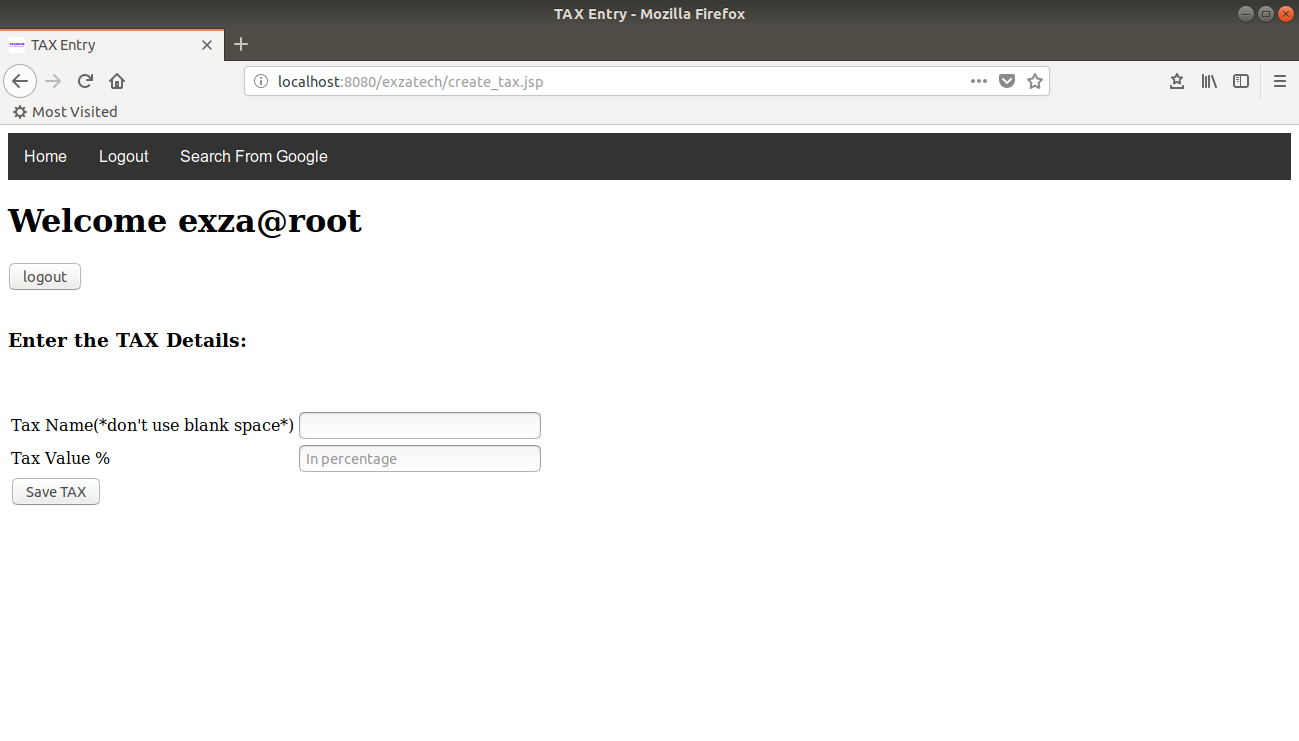 TAX Entry - Mozilla Firefox
TAX Entry
localhost:8080/exzatech/create_tax.jsp
Most Visited
Home Logout Search From Google
Welcome exza@root
logout
Enter the TAX Details:
Tax Name(*don't use blank space*)
Tax Value % In percentage
Save TAX